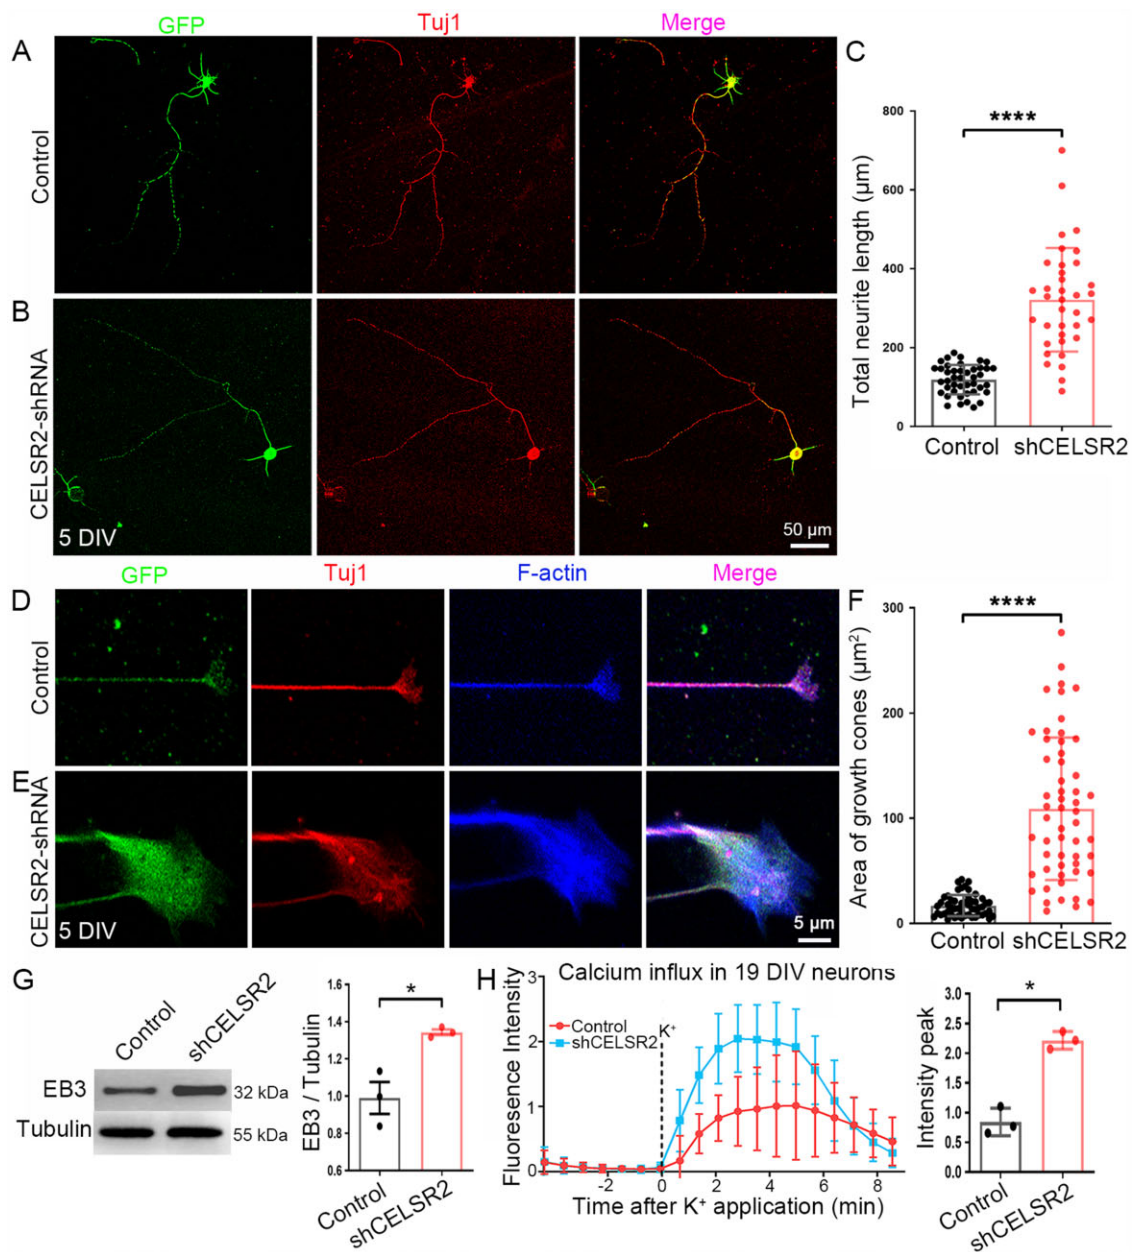 GFP Tuj1 Merge
A
Control
B
CELSR2-shRNA
5 DIV
50 µm
C
Total neurite length (µm)
800
600
400
200
0
****
Control shCELSR2
GFP Tuj1 F-actin Merge
D
Control
E
CELSR2-shRNA
5 DIV
5 µm
F
Area of growth cones (µm²)
300
200
100
0
****
Control shCELSR2
G
Control shCELSR2
EB3 32 kDa
Tubulin 55 kDa
EB3 / Tubulin
1.6
1.4
1.2
1.0
0.8
0.6
*
Control shCELSR2
H
Calcium influx in 19 DIV neurons
Fluoresence Intensity
3
2
1
0
Control
shCELSR2
K⁺
-2 0 2 4 6 8
Time after K⁺ application (min)
Intensity peak
3.0
2.5
2.0
1.5
1.0
0.5
0.0
*
Control shCELSR2